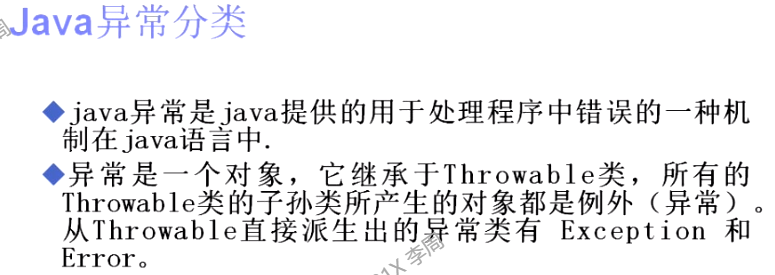 Java异常分类
◆java异常是java提供的用于处理程序中错误的一种机
制在java语言中.
◆异常是一个对象，它继承于Throwable类，所有的
Throwable类的子孙类所产生的对象都是例外（异常）。
从Throwable直接派生出的异常类有 Exception 和
Error。
李周